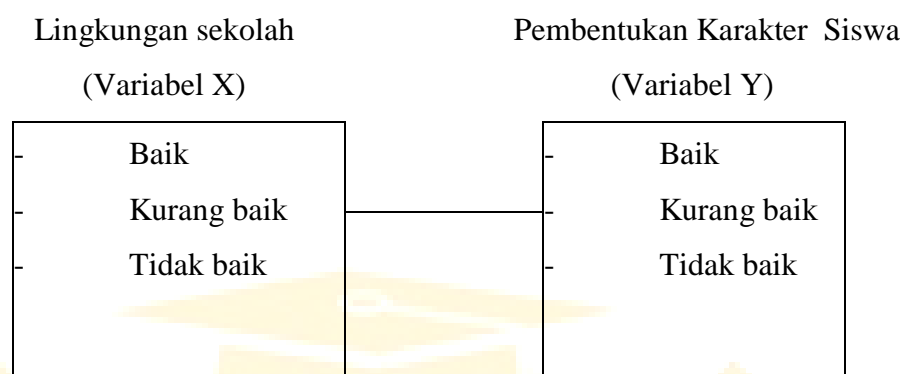 Lingkungan sekolah
(Variabel X)
- Baik
- Kurang baik
- Tidak baik
Pembentukan Karakter Siswa
(Variabel Y)
- Baik
- Kurang baik
- Tidak baik